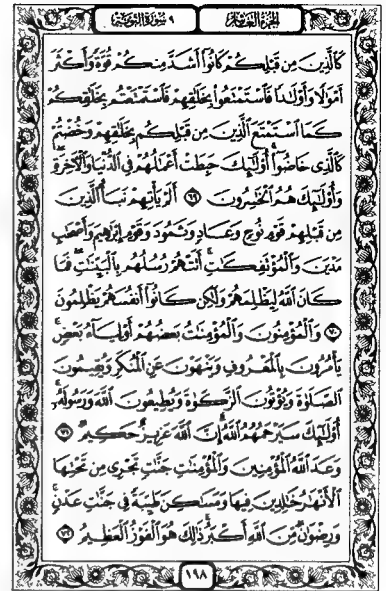 الجزء العاشر
٩ سورة التوبة
كَالَّذِينَ مِن قَبْلِكُمْ كَانُوٓا۟ أَشَدَّ مِنكُمْ قُوَّةً وَأَكْثَرَ
أَمْوَٰلًا وَأَوْلَٰدًا فَٱسْتَمْتَعُوا۟ بِخَلَٰقِهِمْ فَٱسْتَمْتَعْتُم بِخَلَٰقِكُمْ
كَمَا ٱسْتَمْتَعَ ٱلَّذِينَ مِن قَبْلِكُم بِخَلَٰقِهِمْ وَخُضْتُمْ
كَٱلَّذِى خَاضُوٓا۟ أُو۟لَٰٓئِكَ حَبِطَتْ أَعْمَٰلُهُمْ فِى ٱلدُّنْيَا وَٱلْءَاخِرَةِ
وَأُو۟لَٰٓئِكَ هُمُ ٱلْخَٰسِرُونَ ٦٩ أَلَمْ يَأْتِهِمْ نَبَأُ ٱلَّذِينَ
مِن قَبْلِهِمْ قَوْمِ نُوحٍ وَعَادٍ وَثَمُودَ وَقَوْمِ إِبْرَٰهِيمَ وَأَصْحَٰبِ
مَدْيَنَ وَٱلْمُؤْتَفِكَٰتِ أَتَتْهُمْ رُسُلُهُم بِٱلْبَيِّنَٰتِ فَمَا
كَانَ ٱللَّهُ لِيَظْلِمَهُمْ وَلَٰكِن كَانُوٓا۟ أَنفُسَهُمْ يَظْلِمُونَ
٧٠ وَٱلْمُؤْمِنُونَ وَٱلْمُؤْمِنَٰتُ بَعْضُهُمْ أَوْلِيَآءُ بَعْضٍ
يَأْمُرُونَ بِٱلْمَعْرُوفِ وَيَنْهَوْنَ عَنِ ٱلْمُنكَرِ وَيُقِيمُونَ
ٱلصَّلَوٰةَ وَيُؤْتُونَ ٱلزَّكَوٰةَ وَيُطِيعُونَ ٱللَّهَ وَرَسُولَهُۥٓ
أُو۟لَٰٓئِكَ سَيَرْحَمُهُمُ ٱللَّهُ إِنَّ ٱللَّهَ عَزِيزٌ حَكِيمٌ ٧١
وَعَدَ ٱللَّهُ ٱلْمُؤْمِنِينَ وَٱلْمُؤْمِنَٰتِ جَنَّٰتٍ تَجْرِى مِن تَحْتِهَا
ٱلْأَنْهَٰرُ خَٰلِدِينَ فِيهَا وَمَسَٰكِنَ طَيِّبَةً فِى جَنَّٰتِ عَدْنٍ
وَرِضْوَٰنٌ مِّنَ ٱللَّهِ أَكْبَرُ ذَٰلِكَ هُوَ ٱلْفَوْزُ ٱلْعَظِيمُ ٧٢
١٩٨